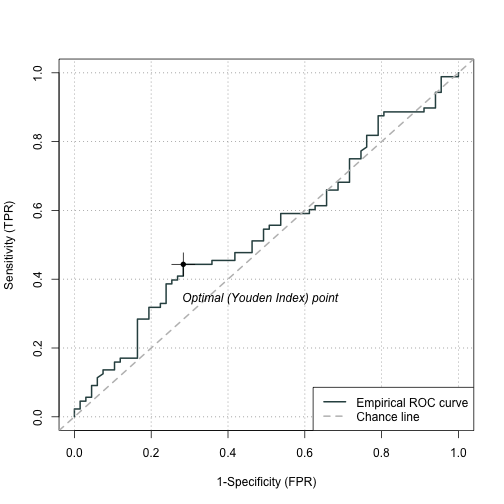 Sensitivity (TPR)
1.0
0.8
0.6
0.4
0.2
0.0
Optimal (Youden Index) point
Empirical ROC curve
Chance line
0.0 0.2 0.4 0.6 0.8 1.0
1-Specificity (FPR)